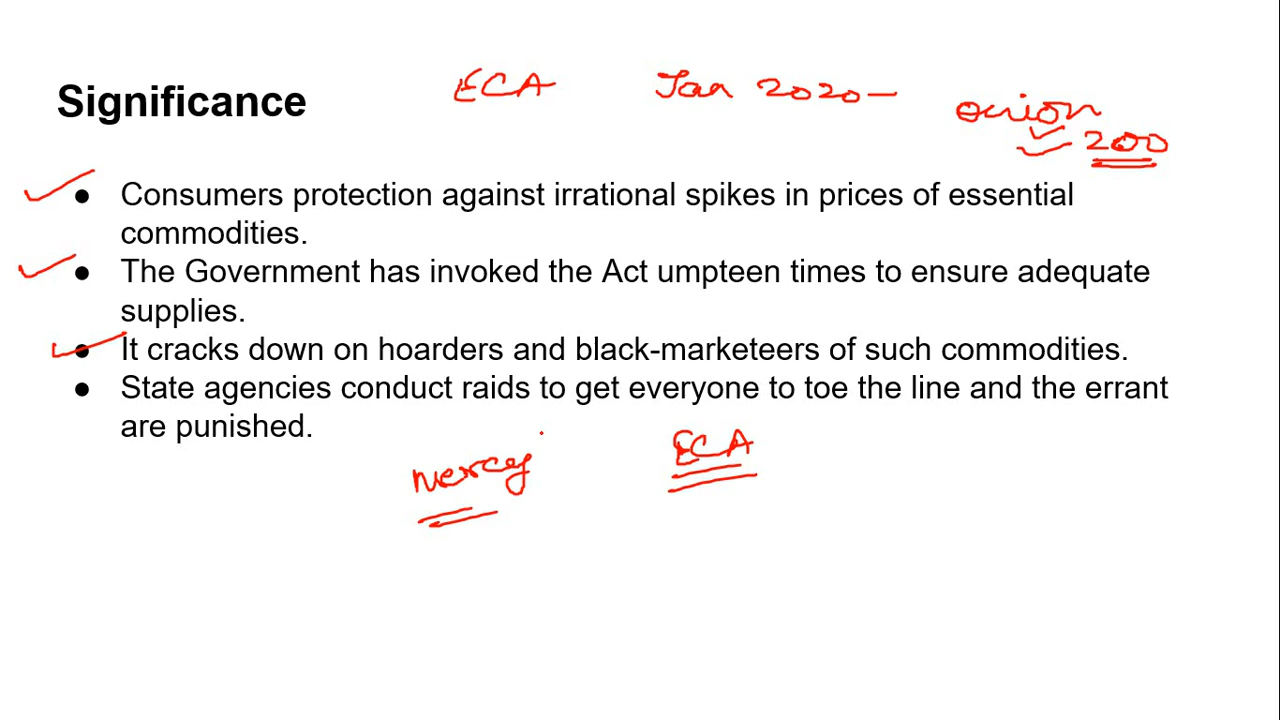 ECA Jan 2020-
onion
200
Significance
● Consumers protection against irrational spikes in prices of essential
commodities.
● The Government has invoked the Act umpteen times to ensure adequate
supplies.
● It cracks down on hoarders and black-marketeers of such commodities.
● State agencies conduct raids to get everyone to toe the line and the errant
are punished.
Mercy ECA